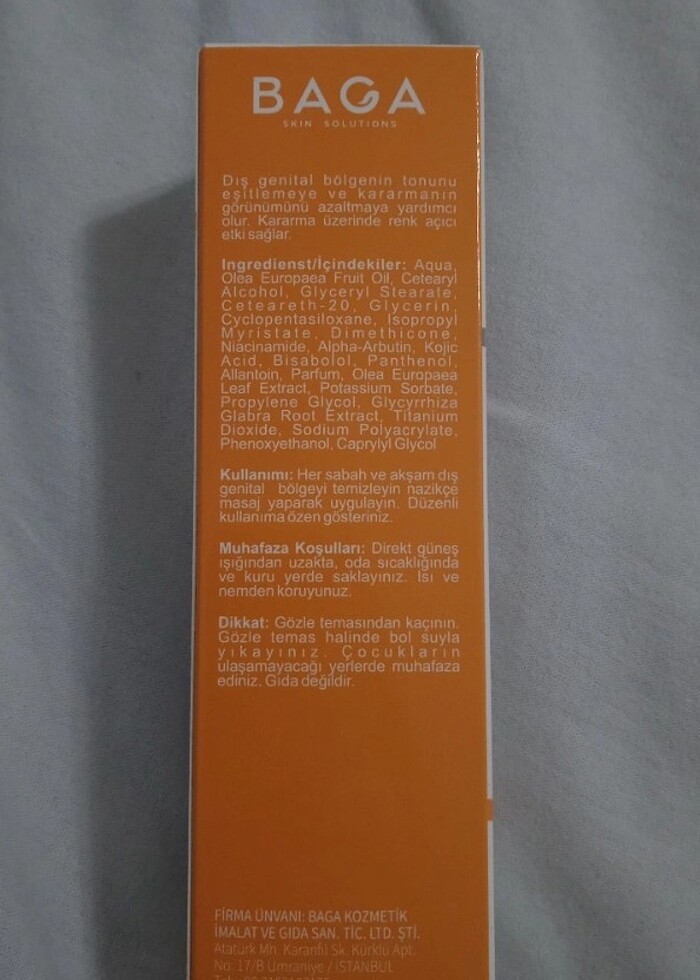 BAGA
SKIN SOLUTIONS
Dış genital bölgenin tonunu
eşitlemeye ve kararmanın
görünümünü azaltmaya yardımcı
olur. Kararma üzerinde renk açıcı
etki sağlar.
Ingredienst/İçindekiler: Aqua,
Olea Europaea Fruit Oil, Cetearyl
Alcohol, Glyceryl Stearate,
Ceteareth-20, Glycerin,
Cyclopentasiloxane, Isopropyl
Myristate, Dimethicone,
Niacinamide, Alpha-Arbutin, Kojic
Acid, Bisabolol, Panthenol,
Allantoin, Parfum, Olea Europaea
Leaf Extract, Potassium Sorbate,
Propylene Glycol, Glycyrrhiza
Glabra Root Extract, Titanium
Dioxide, Sodium Polyacrylate,
Phenoxyethanol, Caprylyl Glycol
Kullanımı: Her sabah ve akşam dış
genital bölgeyi temizleyin nazikçe
masaj yaparak uygulayın. Düzenli
kullanıma özen gösteriniz.
Muhafaza Koşulları: Direkt güneş
ışığından uzakta, oda sıcaklığında
ve kuru yerde saklayınız. Isı ve
nemden koruyunuz.
Dikkat: Gözle temasından kaçının.
Gözle temas halinde bol suyla
yıkayınız. Çocukların
ulaşamayacağı yerlerde muhafaza
ediniz. Gıda değildir.
FİRMA ÜNVANI: BAGA KOZMETİK
İMALAT VE GIDA SAN. TİC. LTD. ŞTİ.
Atatürk Mh. Karanfil Sk. Kürklü Apt.
No: 17/B Ümraniye / İSTANBUL